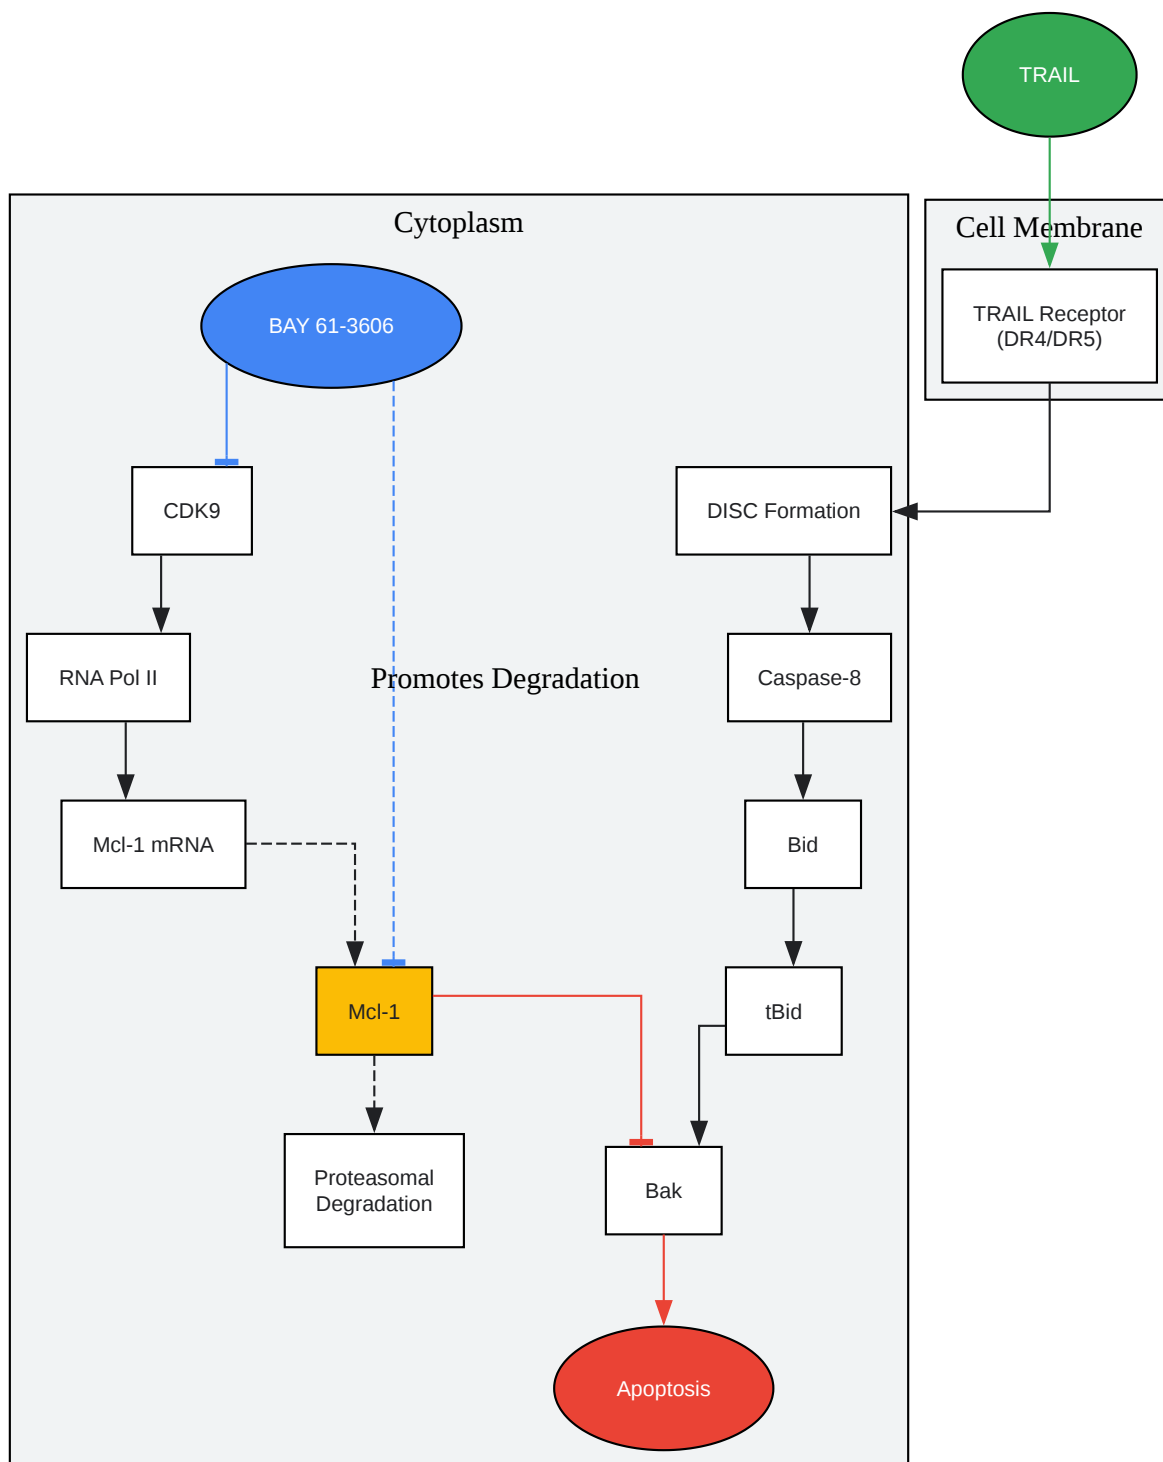 TRAIL
Cytoplasm
Cell Membrane
BAY 61-3606
TRAIL Receptor
(DR4/DR5)
CDK9
DISC Formation
RNA Pol II
Promotes Degradation
Caspase-8
Mcl-1 mRNA
Bid
Mcl-1
tBid
Proteasomal
Degradation
Bak
Apoptosis